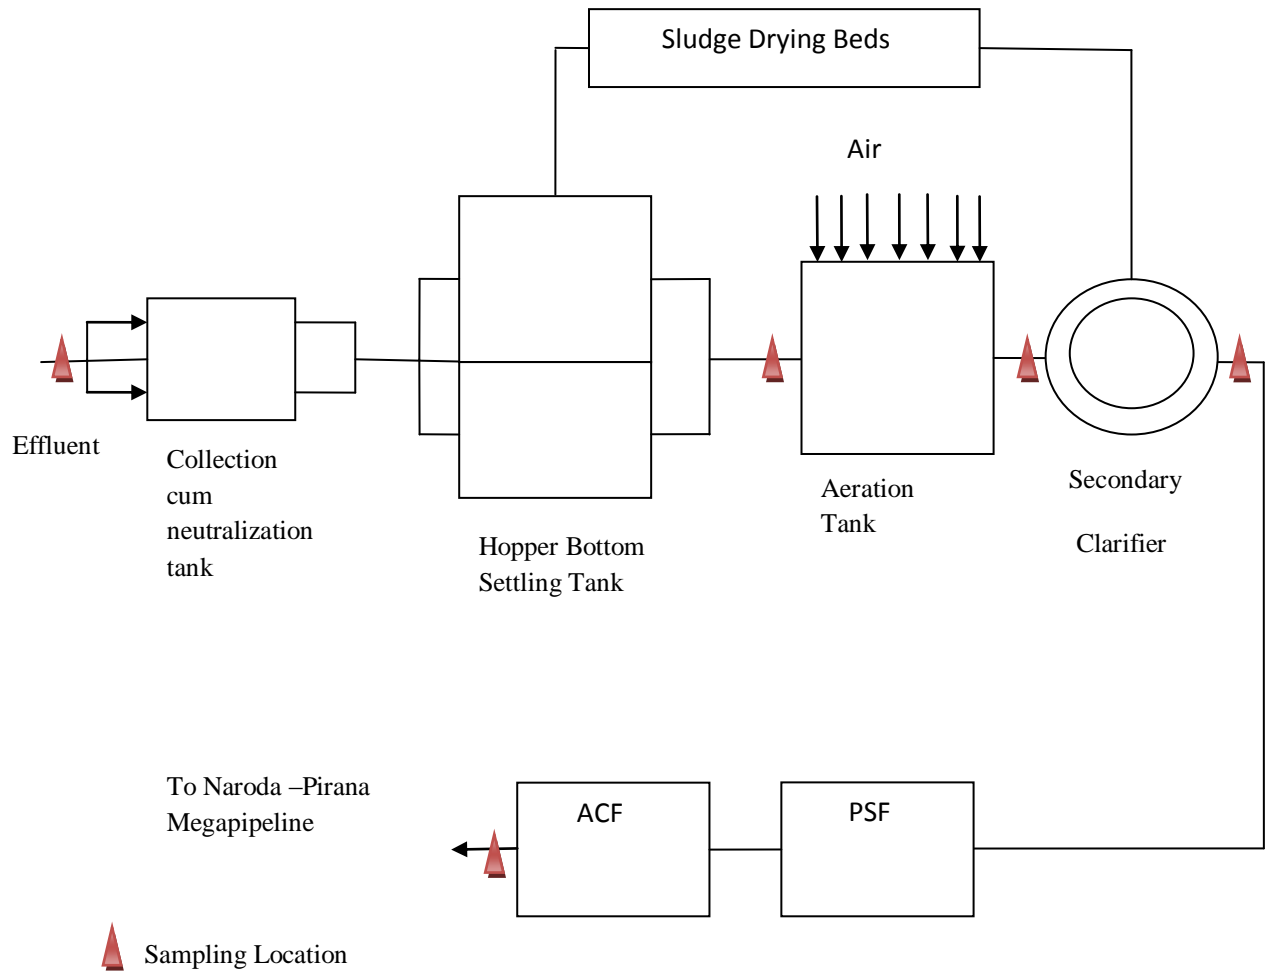 Sludge Drying Beds
Air
Effluent
Collection
cum
neutralization
tank
Hopper Bottom
Settling Tank
Aeration
Tank
Secondary
Clarifier
To Naroda –Pirana
Megapipeline
ACF
PSF
Sampling Location